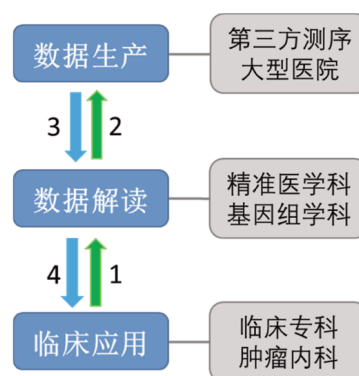 数据生产
第三方测序
大型医院
3
2
数据解读
精准医学科
基因组学科
4
1
临床应用
临床专科
肿瘤内科